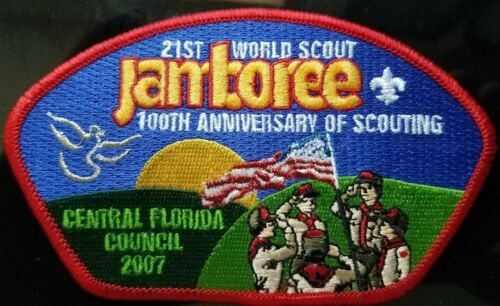 21ST WORLD SCOUT
jamboree
100TH ANNIVERSARY OF SCOUTING
CENTRAL FLORIDA
COUNCIL
2007